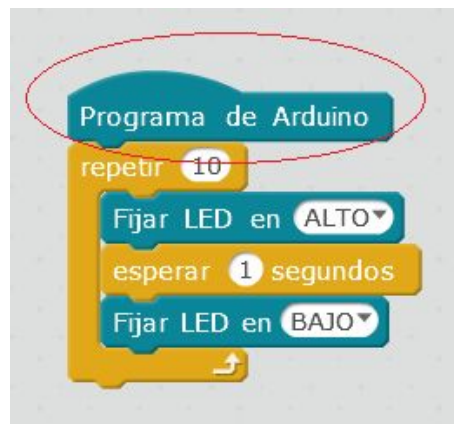 Programa de Arduino
repetir 10
Fijar LED en ALTO
esperar 1 segundos
Fijar LED en BAJO